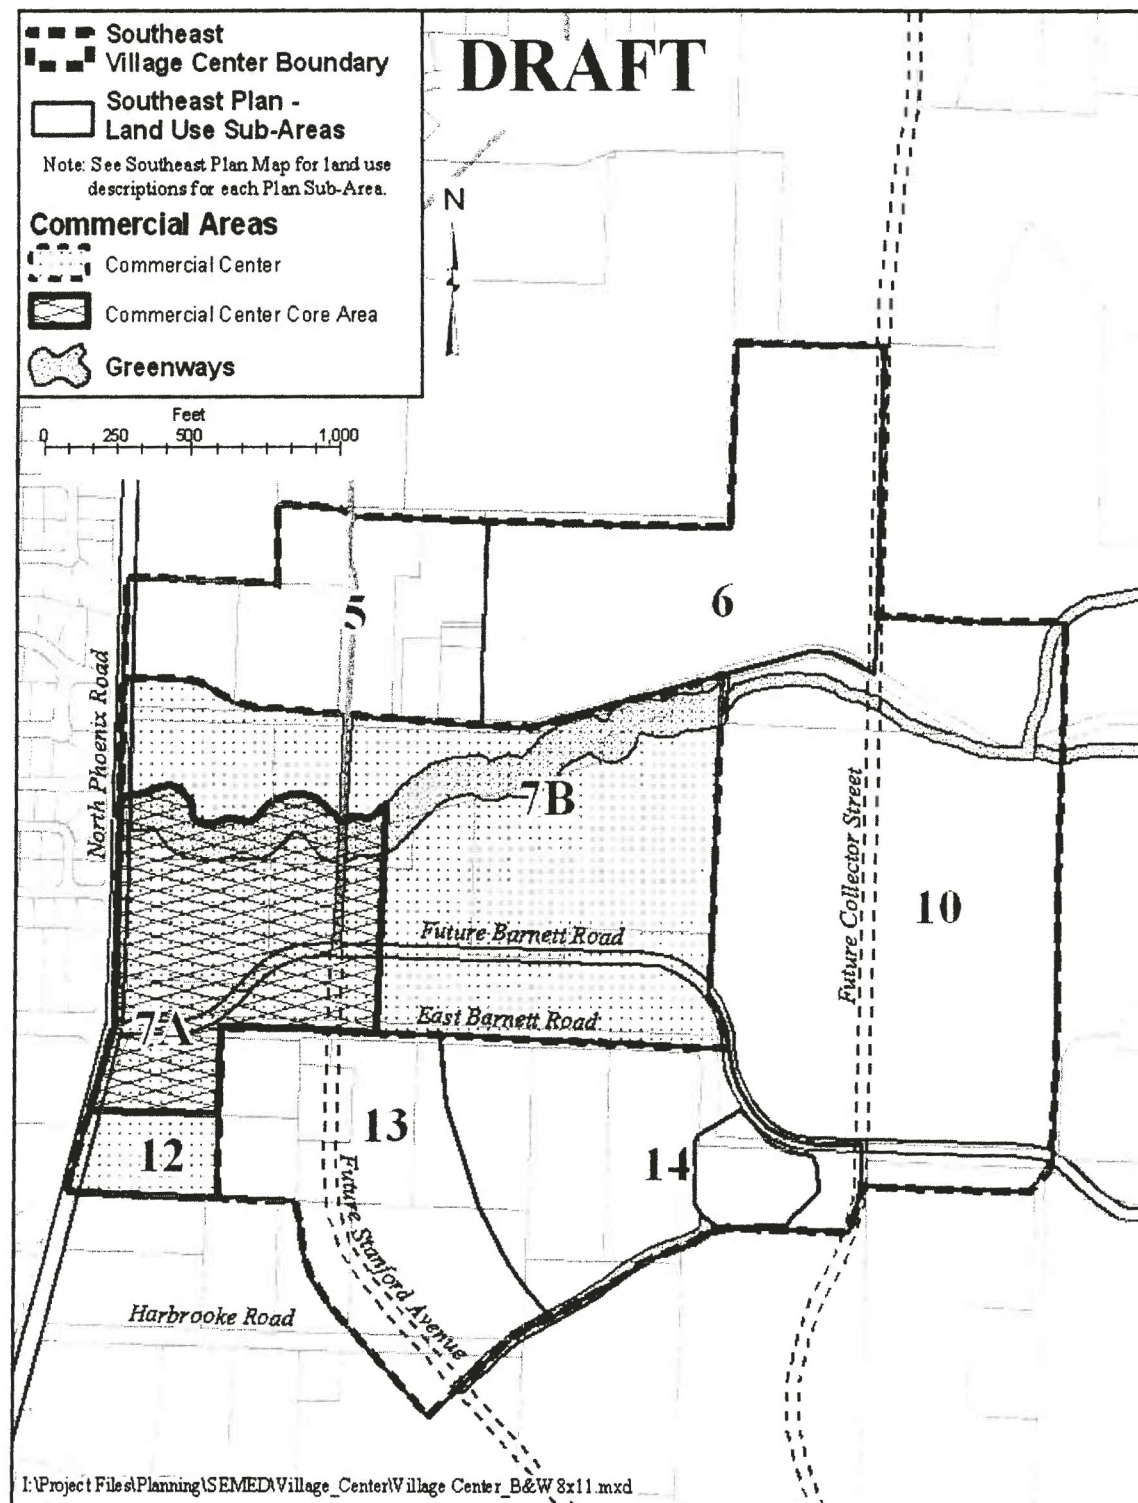 DRAFT
Southeast
Village Center Boundary
Southeast Plan -
Land Use Sub-Areas
Note: See Southeast Plan Map for land use
descriptions for each Plan Sub-Area.
Commercial Areas
Commercial Center
Commercial Center Core Area
Greenways
N
Feet
0 250 500 1,000
5
6
North Phoenix Road
7B
Future Collector Street
10
Future Barnett Road
East Barnett Road
7A
13
12
14
Future Stanford Avenue
Harbrooke Road
I:\Project Files\Planning\SEMED\Village_Center\Village Center_B&W 8x11.mxd